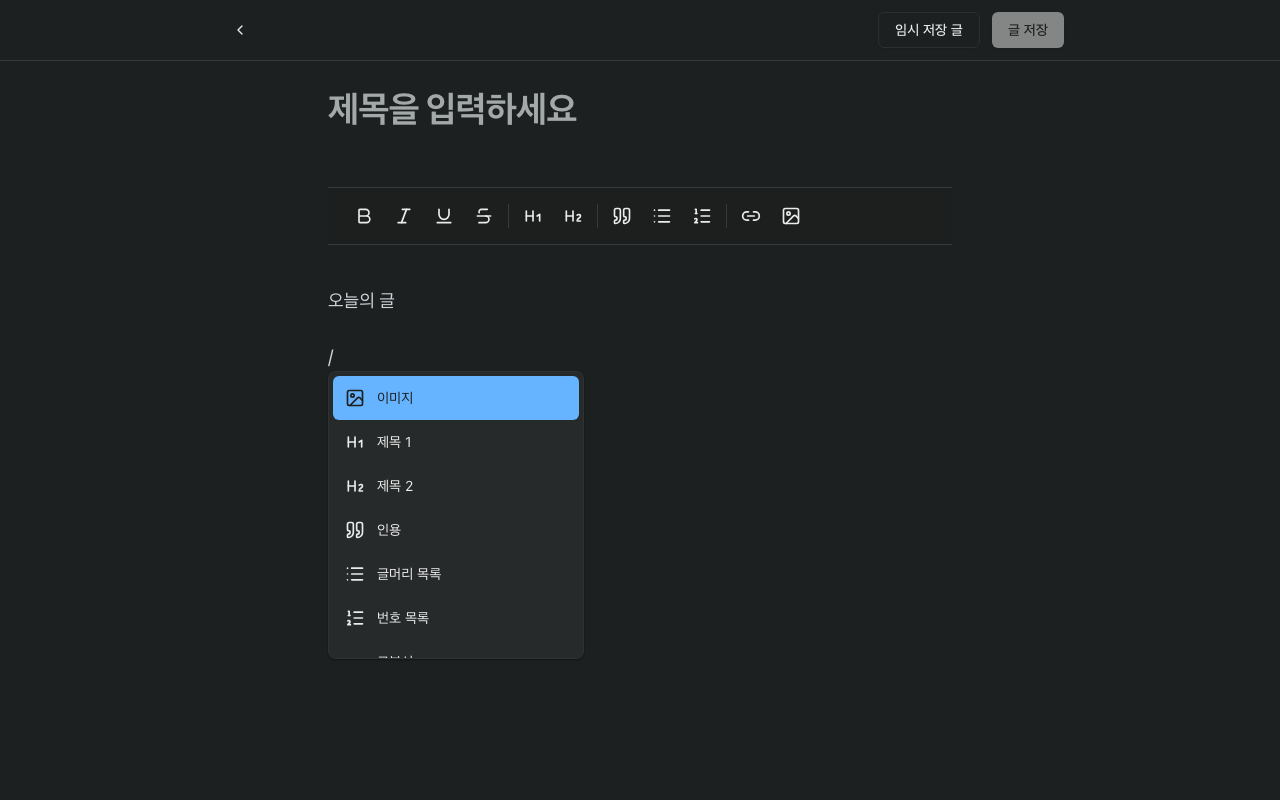 임시 저장 글
글 저장
제목을 입력하세요
오늘의 글
/
이미지
제목 1
제목 2
인용
글머리 목록
번호 목록